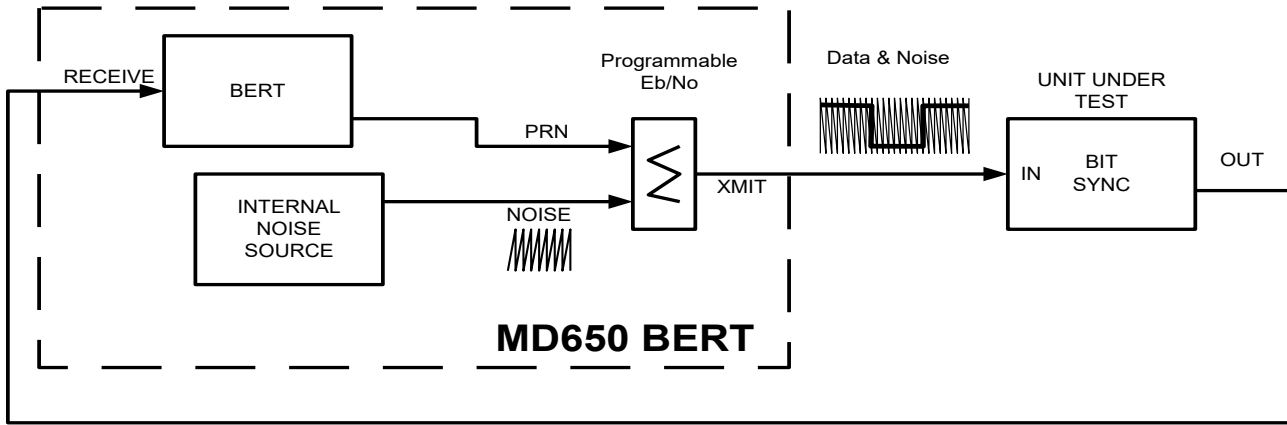 RECEIVE
BERT
PRN
INTERNAL
NOISE
SOURCE
NOISE
Programmable
Eb/No
XMIT
Data & Noise
UNIT UNDER
TEST
IN
BIT
SYNC
OUT
MD650 BERT